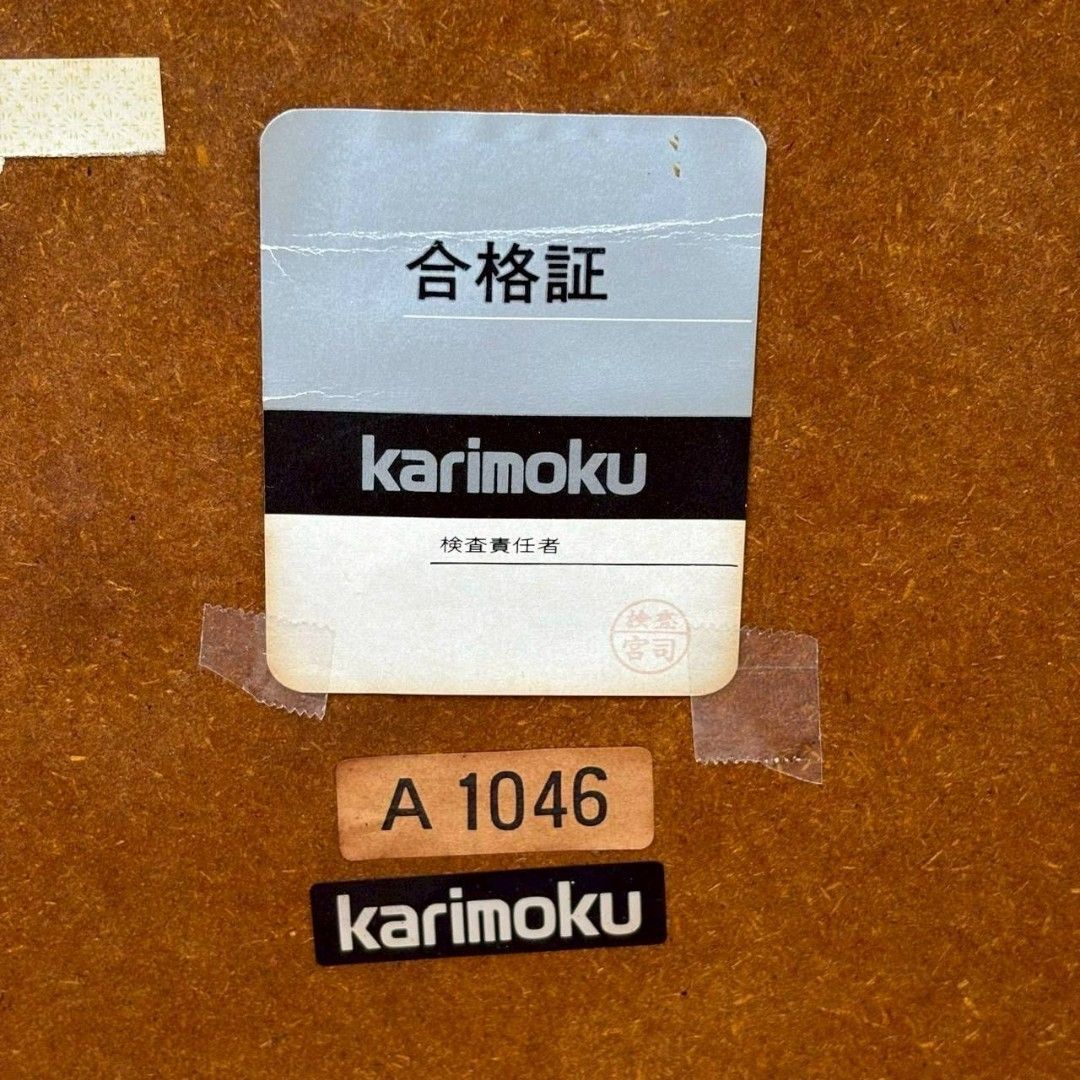 合格証
karimoku
検査責任者
検査
宮司
A 1046
karimoku